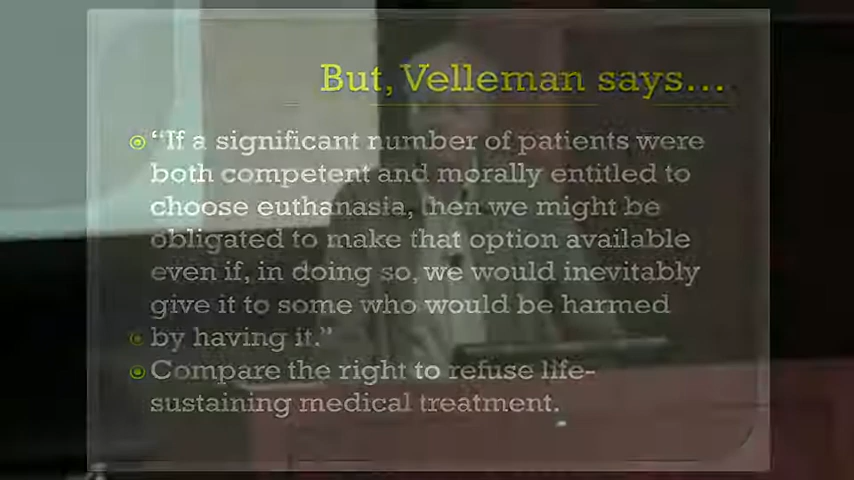 But, Velleman says...
“If a significant number of patients were
both competent and morally entitled to
choose euthanasia, then we might be
obligated to make that option available
even if, in doing so, we would inevitably
give it to some who would be harmed
by having it.”
Compare the right to refuse life-
sustaining medical treatment.